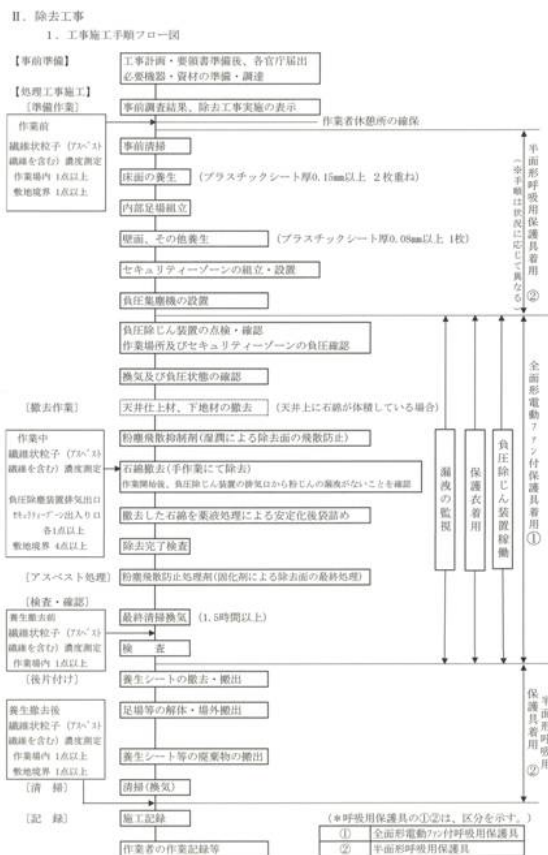 Ⅱ．除去工事
１．工事施工手順フロー図
【事前準備】
工事計画・要領書準備後、各官庁届出
必要機器・資材の準備・調達
【処理工事施工】
[準備作業]
事前調査結果、除去工事実施の表示
作業者休憩所の確保
作業前
繊維状粒子（アスベスト
繊維を含む）濃度測定
作業場内 1点以上
敷地境界 1点以上
事前清掃
床面の養生
（プラスチックシート厚0.15mm以上 2枚重ね）
内部足場組立
壁面、その他養生
（プラスチックシート厚0.08mm以上 1枚）
セキュリティーゾーンの組立・設置
負圧集塵機の設置
半面形呼吸用保護具着用 ②
（※手順は状況に応じて異なる）
負圧除じん装置の点検・確認
作業場所及びセキュリティーゾーンの負圧確認
換気及び負圧状態の確認
[撤去作業]
天井仕上材、下地材の撤去
（天井上に石綿が体積している場合）
作業中
繊維状粒子（アスベスト
繊維を含む）濃度測定
負圧除塵装置排気出口
セキュリティーゾーン出入り口
各1点以上
敷地境界 4点以上
粉塵飛散抑制剤(湿潤による除去面の飛散防止)
石綿撤去(手作業にて除去)
作業開始後、負圧除じん装置の排気口から粉じんの漏洩がないことを確認
撤去した石綿を薬液処理による安定化後袋詰め
除去完了検査
漏洩の監視
保護衣着用
負圧除じん装置稼働
全面形電動ファン付保護具着用 ①
[アスベスト処理]
粉塵飛散防止処理剤(固化剤による除去面の最終処理)
[検査・確認]
養生撤去前
繊維状粒子（アスベスト
繊維を含む）濃度測定
作業場内 1点以上
最終清掃換気
（1.5時間以上）
検　査
[後片付け]
養生シートの撤去・搬出
養生撤去後
繊維状粒子（アスベスト
繊維を含む）濃度測定
作業場内 1点以上
敷地境界 1点以上
足場等の解体・場外搬出
養生シート等の廃棄物の搬出
半面形呼吸用
保護具着用 ②
[清　掃]
清掃(換気)
[記　録]
施工記録
作業者の作業記録等
（＊呼吸用保護具の①②は、区分を示す。）
① 全面形電動ファン付呼吸用保護具
② 半面形呼吸用保護具